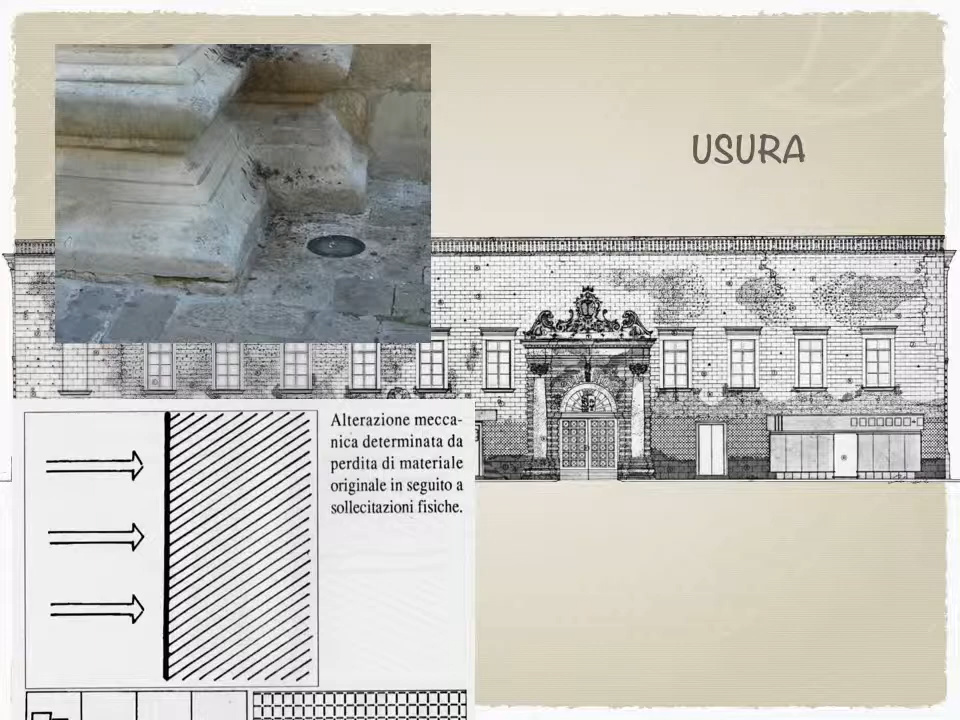 USURA
Alterazione mecca-
nica determinata da
perdita di materiale
originale in seguito a
sollecitazioni fisiche.